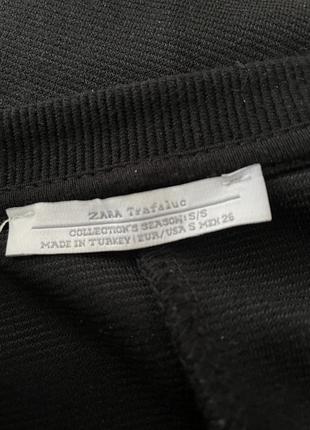 ZARA Trafaluc
COLLECTION'S SEASON: S/S
MADE IN TURKEY | EUR/USA S MEX 26